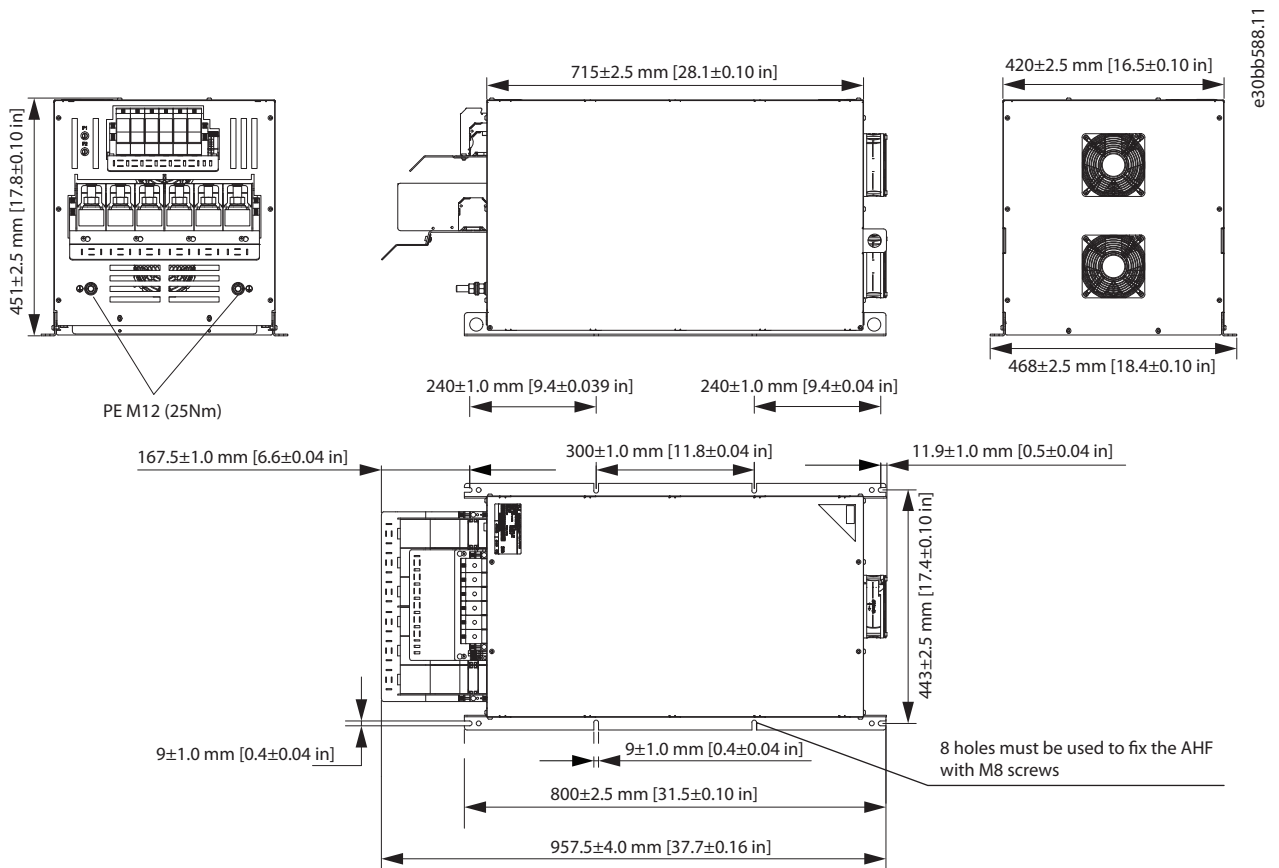 e30bb588.11
715±2.5 mm [28.1±0.10 in]
420±2.5 mm [16.5±0.10 in]
451±2.5 mm [17.8±0.10 in]
468±2.5 mm [18.4±0.10 in]
PE M12 (25Nm)
240±1.0 mm [9.4±0.039 in]
240±1.0 mm [9.4±0.04 in]
167.5±1.0 mm [6.6±0.04 in]
300±1.0 mm [11.8±0.04 in]
11.9±1.0 mm [0.5±0.04 in]
443±2.5 mm [17.4±0.10 in]
9±1.0 mm [0.4±0.04 in]
9±1.0 mm [0.4±0.04 in]
8 holes must be used to fix the AHF
with M8 screws
800±2.5 mm [31.5±0.10 in]
957.5±4.0 mm [37.7±0.16 in]